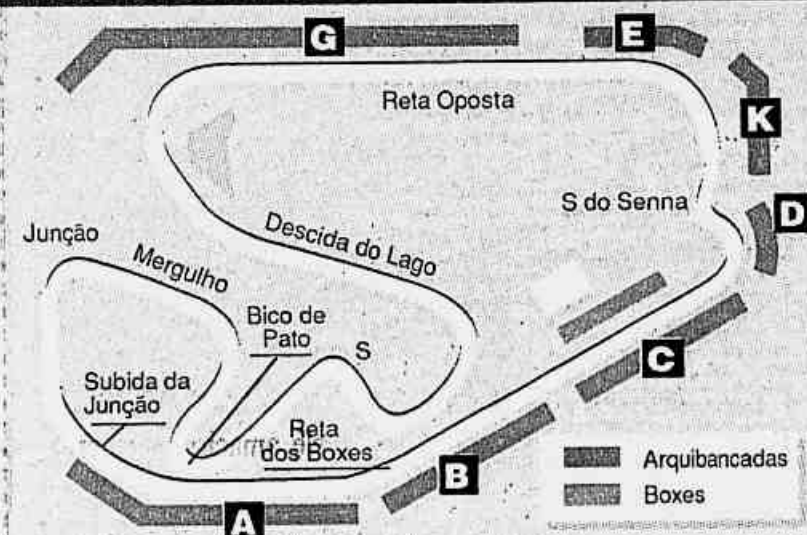 G
E
K
Reta Oposta
S do Senna
D
Junção
Mergulho
Descida do Lago
Bico de
Pato
S
C
Subida da
Junção
Reta
dos Boxes
B
A
Arquibancadas
Boxes